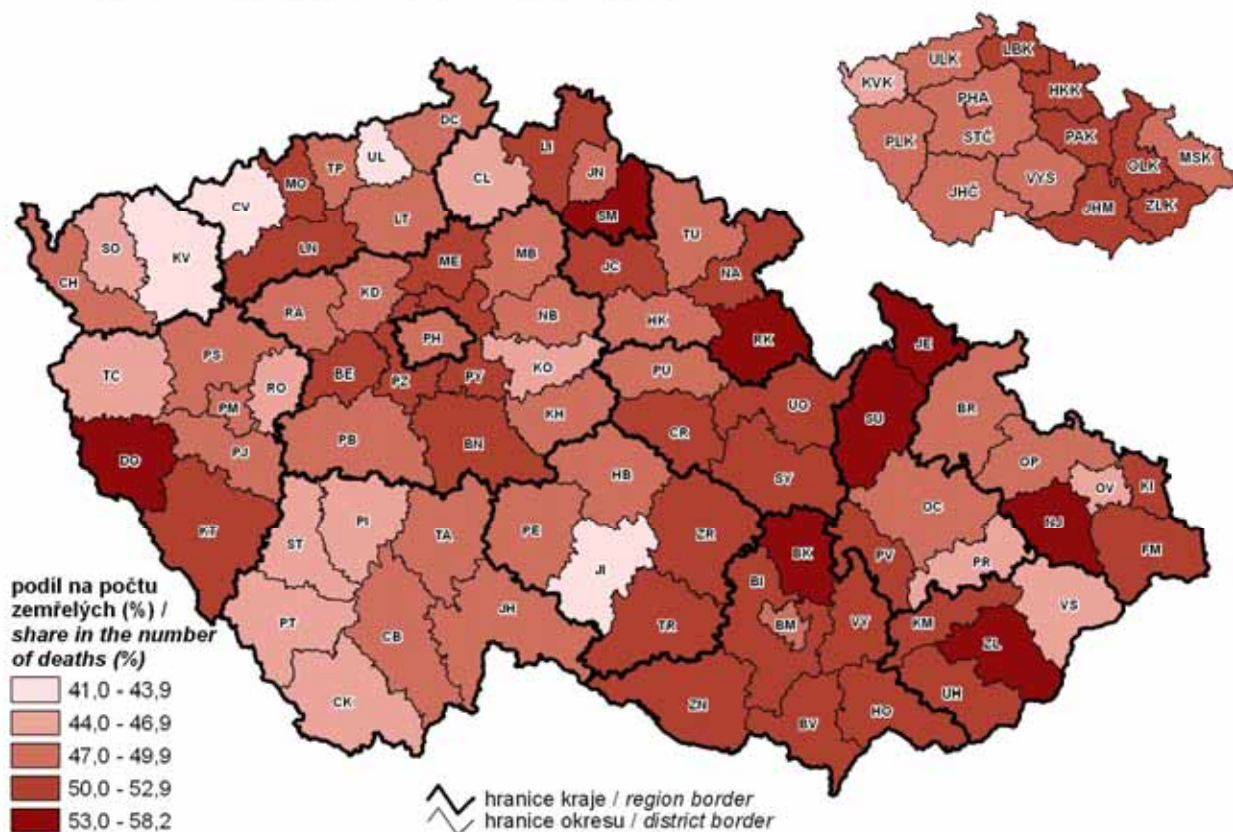 LBK
ULK
KVK
HKK
PHA
STČ
PAK
PLK
OLK
MSK
VYS
JHČ
JHM
ZLK
DC
UL
LI
TP
MO
JN
CL
CV
SM
SO
LT
TU
KV
LN
MB
ME
JC
CH
NA
KD
RA
NB
HK
PH
RK
JE
PS
TC
RO
KO
BE
PZ
PY
PU
PM
UO
BR
KH
SU
PB
BN
CR
DO
PJ
OP
HB
SY
OV
KI
OC
NJ
PI
PE
ST
TA
ZR
KT
BK
FM
PV
PR
JI
BI
VS
PT
CB
JH
TR
BM
VY
KM
ZL
CK
ZN
UH
BV
HO
podíl na počtu
zemřelých (%) /
share in the number
of deaths (%)
41,0 - 43,9
44,0 - 46,9
47,0 - 49,9
50,0 - 52,9
53,0 - 58,2
hranice kraje / region border
hranice okresu / district border